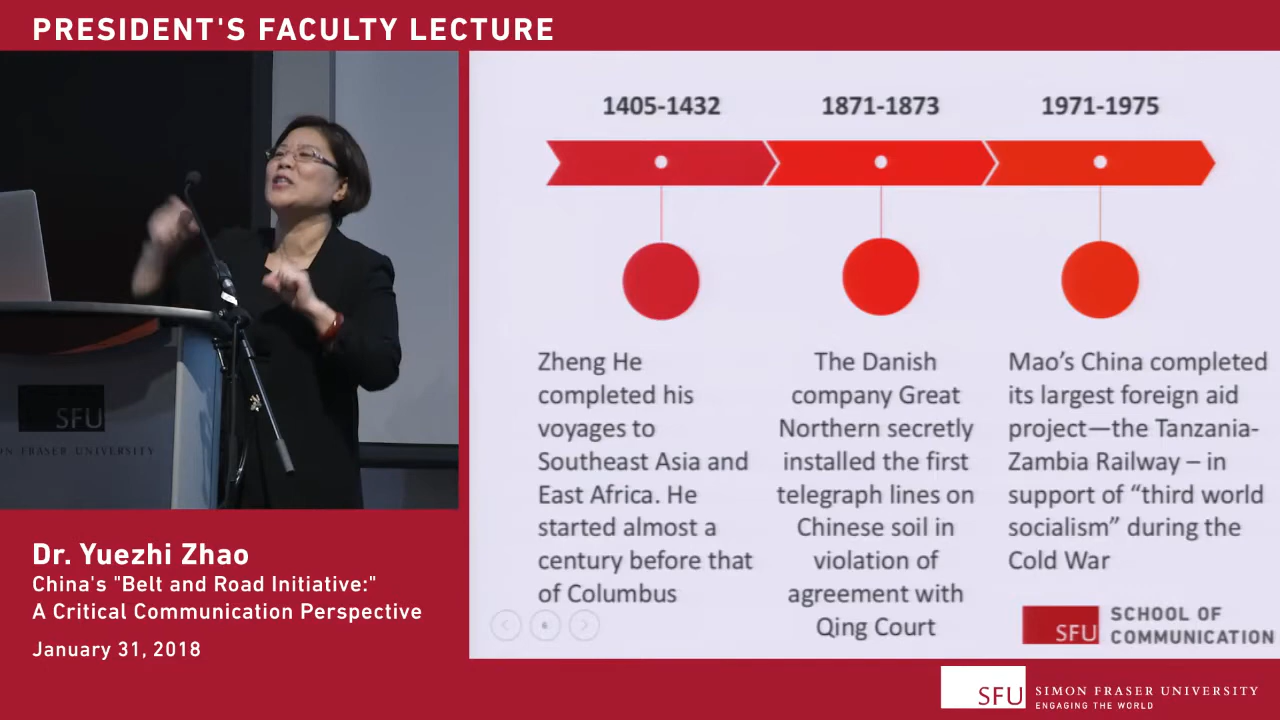 PRESIDENT'S FACULTY LECTURE
SFU
ON FRASER UNIVERSITY
Dr. Yuezhi Zhao
China's "Belt and Road Initiative:"
A Critical Communication Perspective
January 31, 2018
1405-1432
1871-1873
1971-1975
Zheng He
completed his
voyages to
Southeast Asia and
East Africa. He
started almost a
century before that
of Columbus
The Danish
company Great
Northern secretly
installed the first
telegraph lines on
Chinese soil in
violation of
agreement with
Qing Court
Mao’s China completed
its largest foreign aid
project—the Tanzania-
Zambia Railway – in
support of “third world
socialism” during the
Cold War
6
SFU
SCHOOL OF
COMMUNICATION
SFU
SIMON FRASER UNIVERSITY
ENGAGING THE WORLD